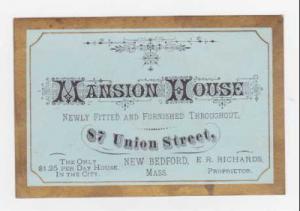 MANSION HOUSE
NEWLY FITTED AND FURNISHED THROUGHOUT,
87 Union Street,
NEW BEDFORD,
MASS.
THE ONLY
$1.25 PER DAY HOUSE
IN THE CITY.
E. R. RICHARDS,
PROPRIETOR.